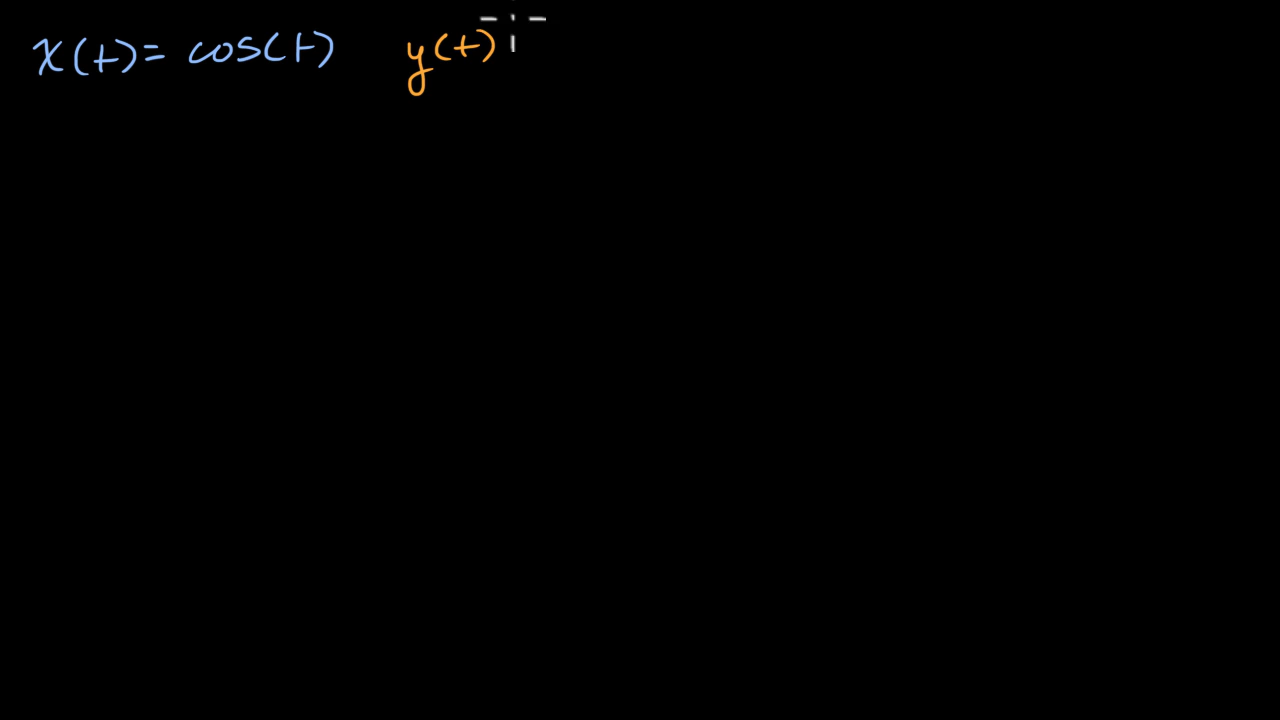 x(t) = cos(t) y(t)